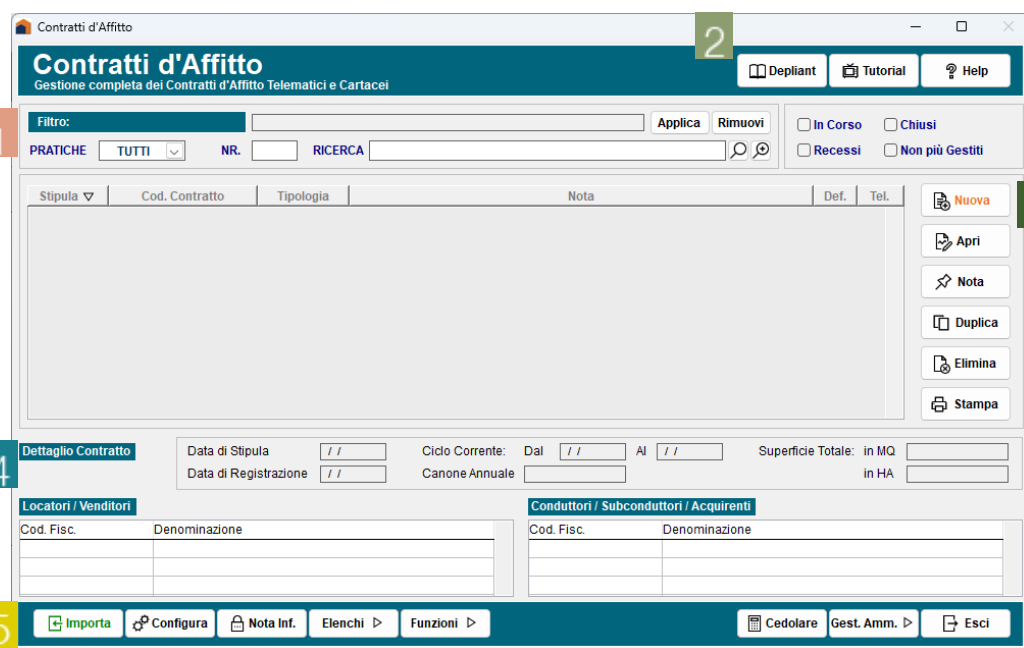 Contratti d'Affitto
2
Contratti d'Affitto
Gestione completa dei Contratti d'Affitto Telematici e Cartacei
Depliant Tutorial Help
Filtro: Applica Rimuovi
In Corso Chiusi
PRATICHE TUTTI NR. RICERCA
Recessi Non più Gestiti
Stipula Cod. Contratto Tipologia Nota Def. Tel.
Nuova
Apri
Nota
Duplica
Elimina
Stampa
4
Dettaglio Contratto Data di Stipula / / Ciclo Corrente: Dal / / Al / / Superficie Totale: in MQ
Data di Registrazione / / Canone Annuale in HA
Locatori / Venditori Conduttori / Subconduttori / Acquirenti
Cod. Fisc. Denominazione Cod. Fisc. Denominazione
5
Importa Configura Nota Inf. Elenchi Funzioni Cedolare Gest. Amm. Esci